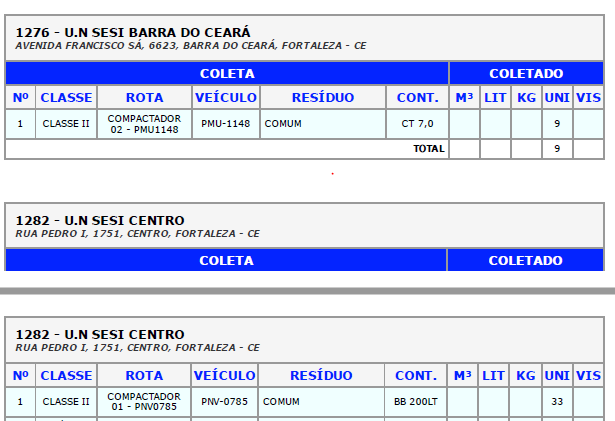 1276 - U.N SESI BARRA DO CEARÁ
AVENIDA FRANCISCO SÁ, 6623, BARRA DO CEARÁ, FORTALEZA - CE
COLETA COLETADO
Nº CLASSE ROTA VEÍCULO RESÍDUO CONT. M³ LIT KG UNI VIS
1 CLASSE II COMPACTADOR 02 - PMU1148 PMU-1148 COMUM CT 7,0 9
TOTAL 9
1282 - U.N SESI CENTRO
RUA PEDRO I, 1751, CENTRO, FORTALEZA - CE
COLETA COLETADO
1282 - U.N SESI CENTRO
RUA PEDRO I, 1751, CENTRO, FORTALEZA - CE
Nº CLASSE ROTA VEÍCULO RESÍDUO CONT. M³ LIT KG UNI VIS
1 CLASSE II COMPACTADOR 01 - PNV0785 PNV-0785 COMUM BB 200LT 33